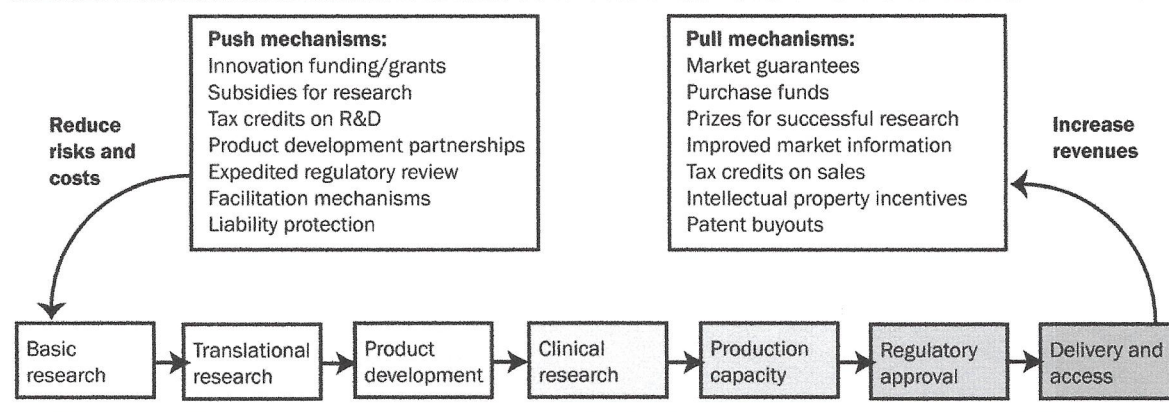 Push mechanisms:
Innovation funding/grants
Subsidies for research
Tax credits on R&D
Product development partnerships
Expedited regulatory review
Facilitation mechanisms
Liability protection
Pull mechanisms:
Market guarantees
Purchase funds
Prizes for successful research
Improved market information
Tax credits on sales
Intellectual property incentives
Patent buyouts
Reduce
risks and
costs
Increase
revenues
Basic
research
Translational
research
Product
development
Clinical
research
Production
capacity
Regulatory
approval
Delivery and
access